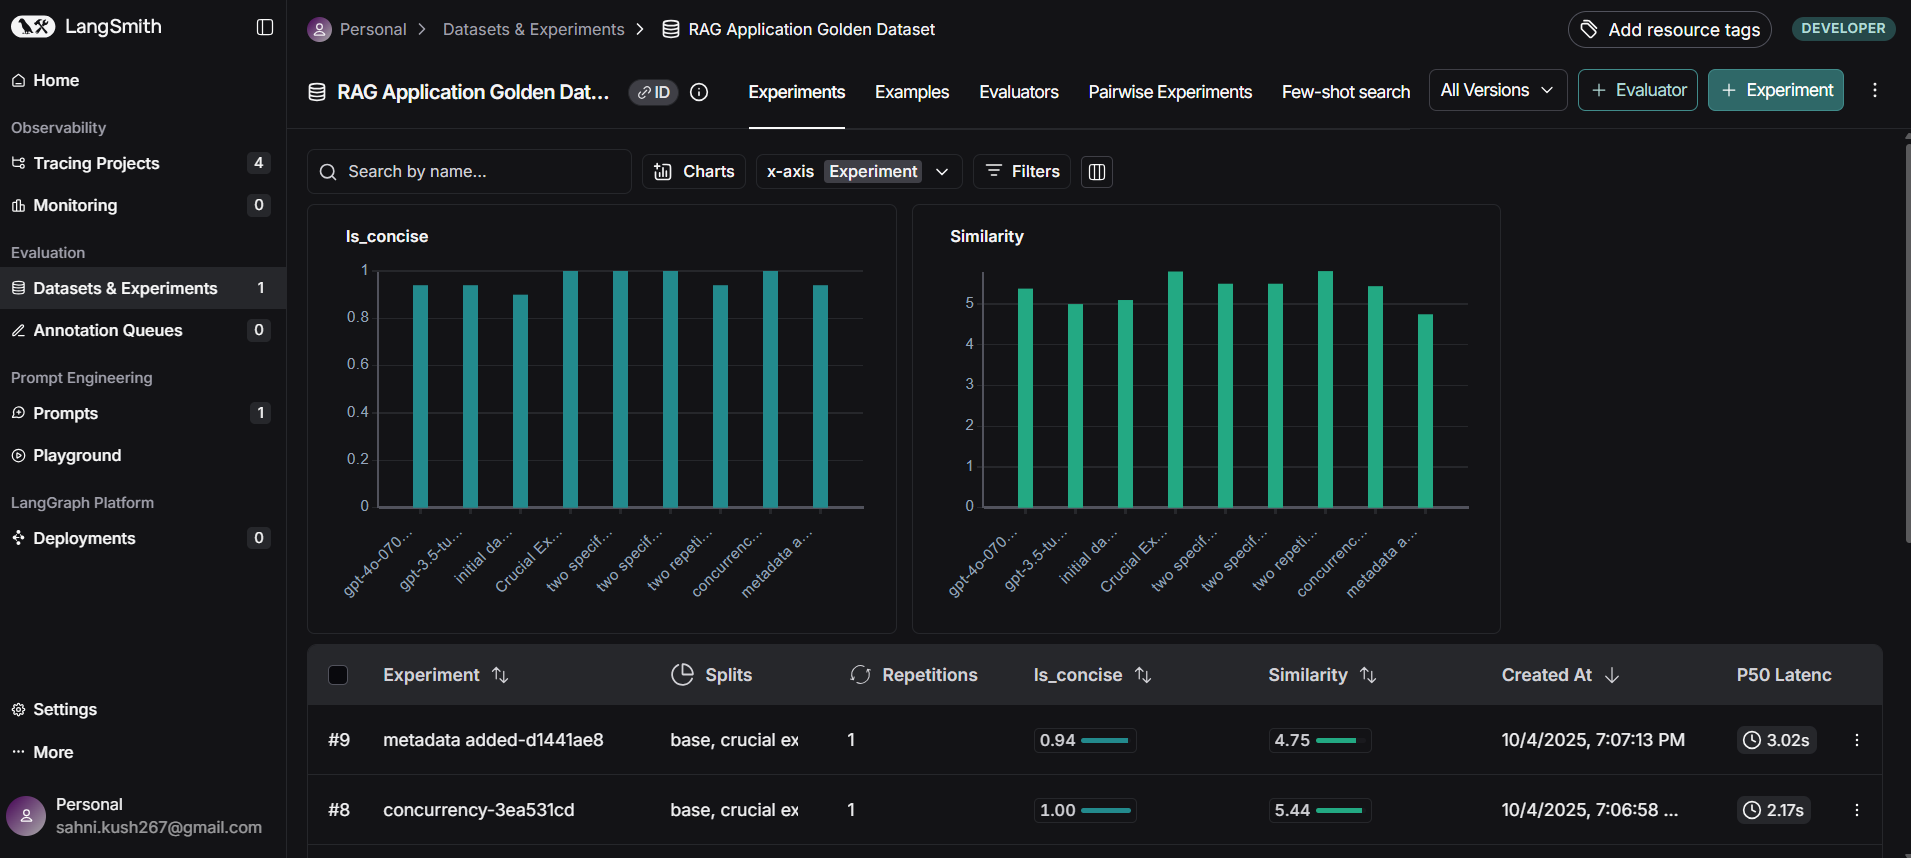 LangSmith
Home
Observability
Tracing Projects 4
Monitoring 0
Evaluation
Datasets & Experiments 1
Annotation Queues 0
Prompt Engineering
Prompts 1
Playground
LangGraph Platform
Deployments 0
Settings
More
Personal
sahni.kush267@gmail.com
Personal > Datasets & Experiments > RAG Application Golden Dataset
Add resource tags
DEVELOPER
RAG Application Golden Dat...
ID
Experiments Examples Evaluators Pairwise Experiments Few-shot search
All Versions
+ Evaluator
+ Experiment
Search by name...
Charts
x-axis Experiment
Filters
Is_concise
1
0.8
0.6
0.4
0.2
0
gpt-4o-070...
gpt-3.5-tu...
initial da...
Crucial Ex...
two specif...
two specif...
two repeti...
concurrenc...
metadata a...
Similarity
5
4
3
2
1
0
gpt-4o-070...
gpt-3.5-tu...
initial da...
Crucial Ex...
two specif...
two specif...
two repeti...
concurrenc...
metadata a...
Experiment Splits Repetitions Is_concise Similarity Created At P50 Latenc
#9 metadata added-d1441ae8 base, crucial ex 1 0.94 4.75 10/4/2025, 7:07:13 PM 3.02s
#8 concurrency-3ea531cd base, crucial ex 1 1.00 5.44 10/4/2025, 7:06:58 ... 2.17s